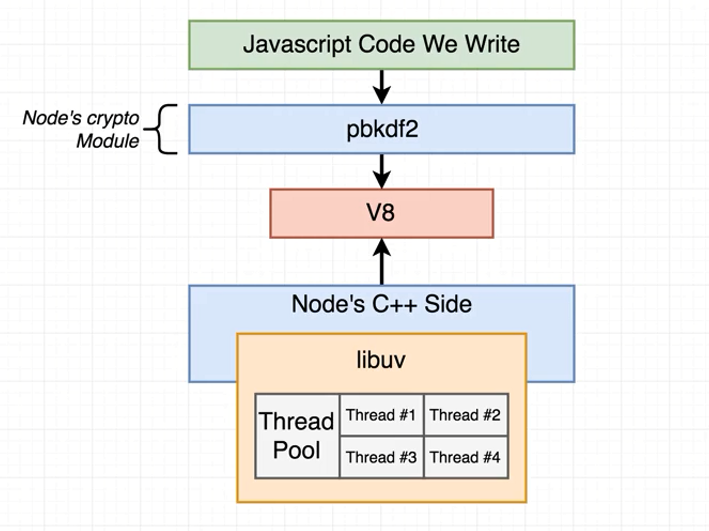 Javascript Code We Write
Node's crypto
Module
pbkdf2
V8
Node's C++ Side
libuv
Thread
Pool
Thread #1
Thread #2
Thread #3
Thread #4